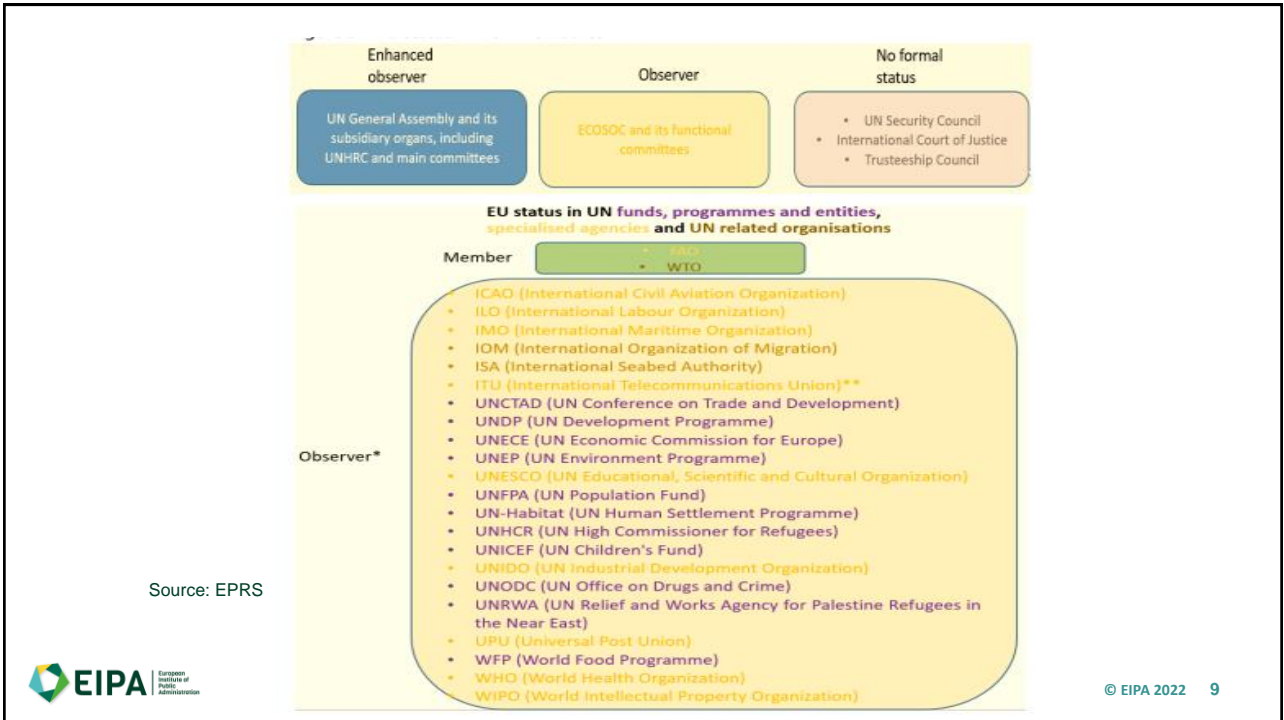 Enhanced
observer
Observer
No formal
status
UN General Assembly and its
subsidiary organs, including
UNHRC and main committees
ECOSOC and its functional
committees
• UN Security Council
• International Court of Justice
• Trusteeship Council
EU status in UN funds, programmes and entities,
specialised agencies and UN related organisations
Member
• FAO
• WTO
Observer*
• ICAO (International Civil Aviation Organization)
• ILO (International Labour Organization)
• IMO (International Maritime Organization)
• IOM (International Organization of Migration)
• ISA (International Seabed Authority)
• ITU (International Telecommunications Union)**
• UNCTAD (UN Conference on Trade and Development)
• UNDP (UN Development Programme)
• UNECE (UN Economic Commission for Europe)
• UNEP (UN Environment Programme)
• UNESCO (UN Educational, Scientific and Cultural Organization)
• UNFPA (UN Population Fund)
• UN-Habitat (UN Human Settlement Programme)
• UNHCR (UN High Commissioner for Refugees)
• UNICEF (UN Children's Fund)
• UNIDO (UN Industrial Development Organization)
• UNODC (UN Office on Drugs and Crime)
• UNRWA (UN Relief and Works Agency for Palestine Refugees in
the Near East)
• UPU (Universal Post Union)
• WFP (World Food Programme)
• WHO (World Health Organization)
• WIPO (World Intellectual Property Organization)
Source: EPRS
EIPA
European
Institute of
Public
Administration
© EIPA 2022 9